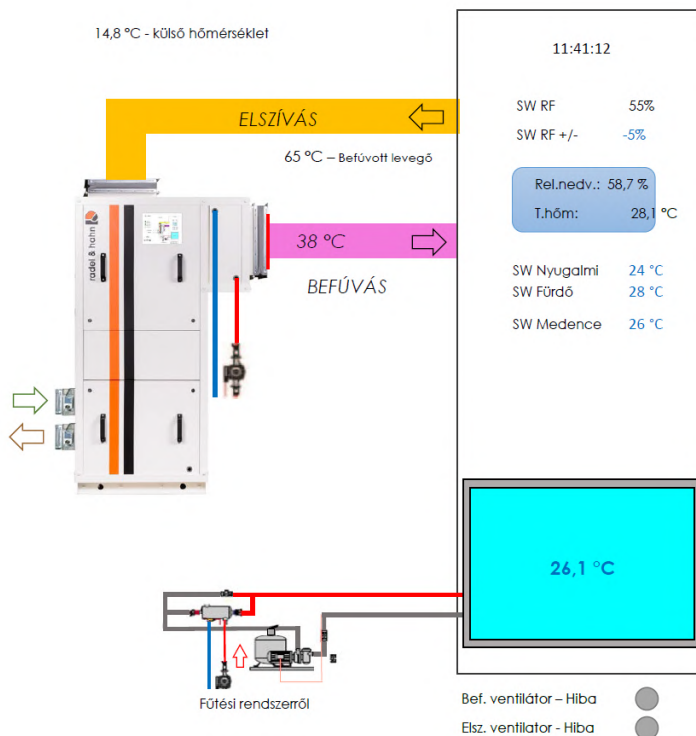 14,8 °C - külső hőmérséklet
11:41:12
SW RF 55%
ELSZÍVÁS
SW RF +/- -5%
65 °C – Befúvott levegő
Rel.nedv.: 58,7 %
T.hőm: 28,1 °C
radel & hahn
38 °C
BEFÚVÁS
SW Nyugalmi 24 °C
SW Fürdő 28 °C
SW Medence 26 °C
26,1 °C
Fűtési rendszerről
Bef. ventilátor – Hiba
Elsz. ventilator - Hiba